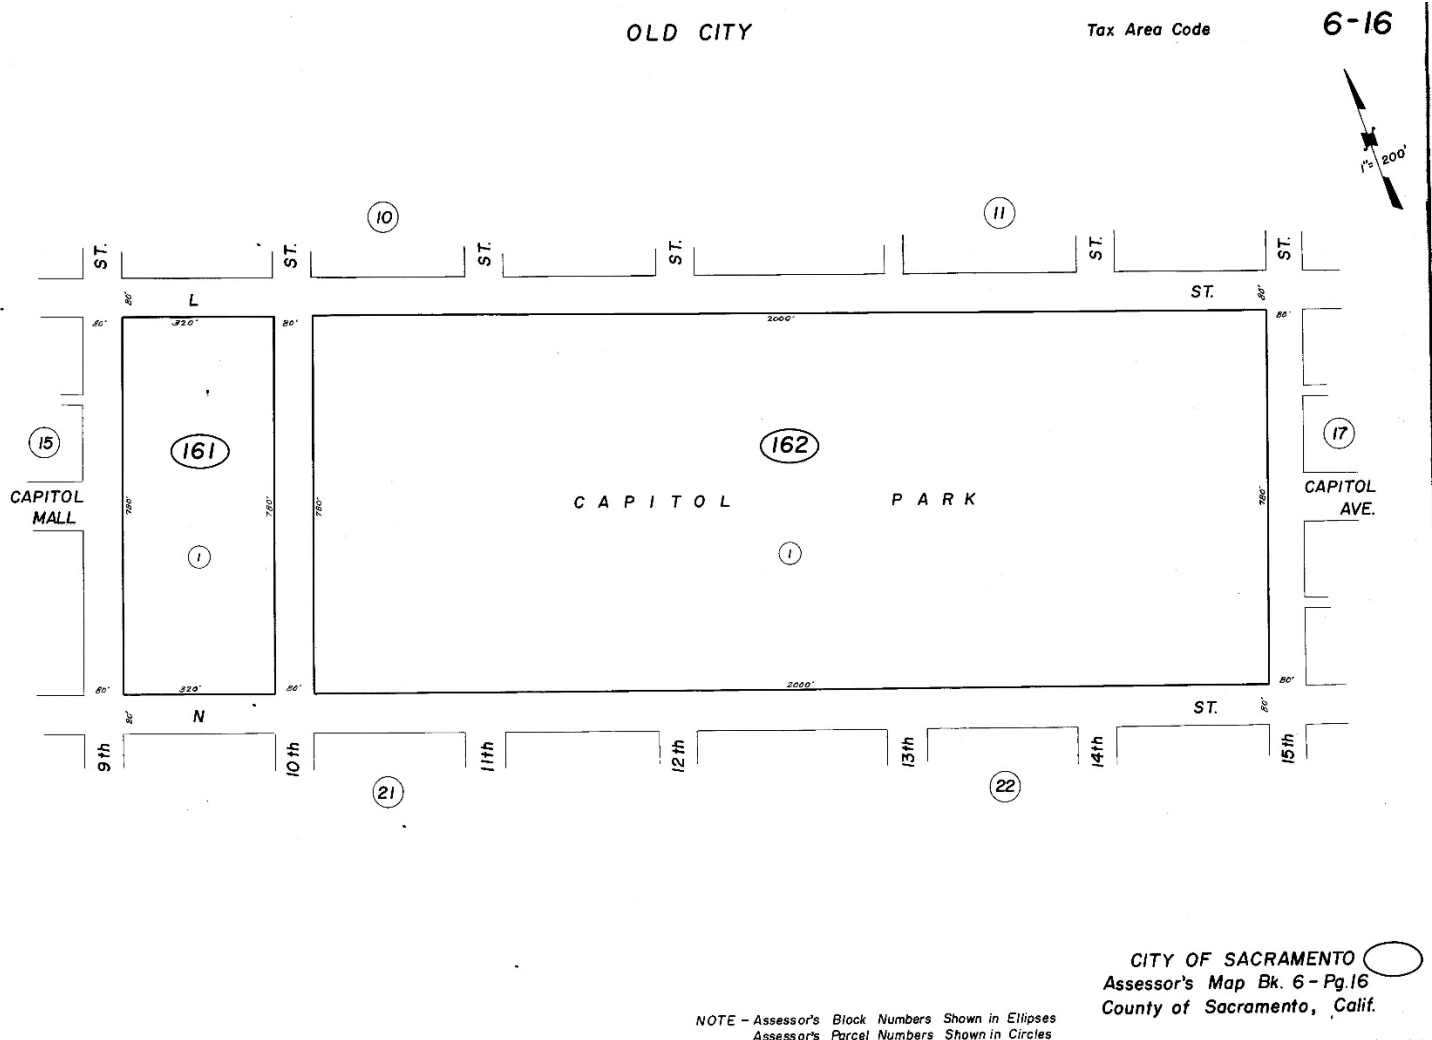 OLD CITY
Tax Area Code
6-16
1"= 200'
10
11
ST.
ST.
ST.
ST.
ST.
ST.
80'
L
ST.
80'
80'
320'
80'
2000'
80'
15
161
162
17
CAPITOL
MALL
780'
780'
780'
CAPITOL PARK
780'
CAPITOL
AVE.
1
1
80'
320'
80'
2000'
80'
80'
N
ST.
80'
9th
10th
11th
12th
13th
14th
15th
21
22
CITY OF SACRAMENTO
Assessor's Map Bk. 6-Pg.16
County of Sacramento, Calif.
NOTE - Assessor's Block Numbers Shown in Ellipses
Assessor's Parcel Numbers Shown in Circles